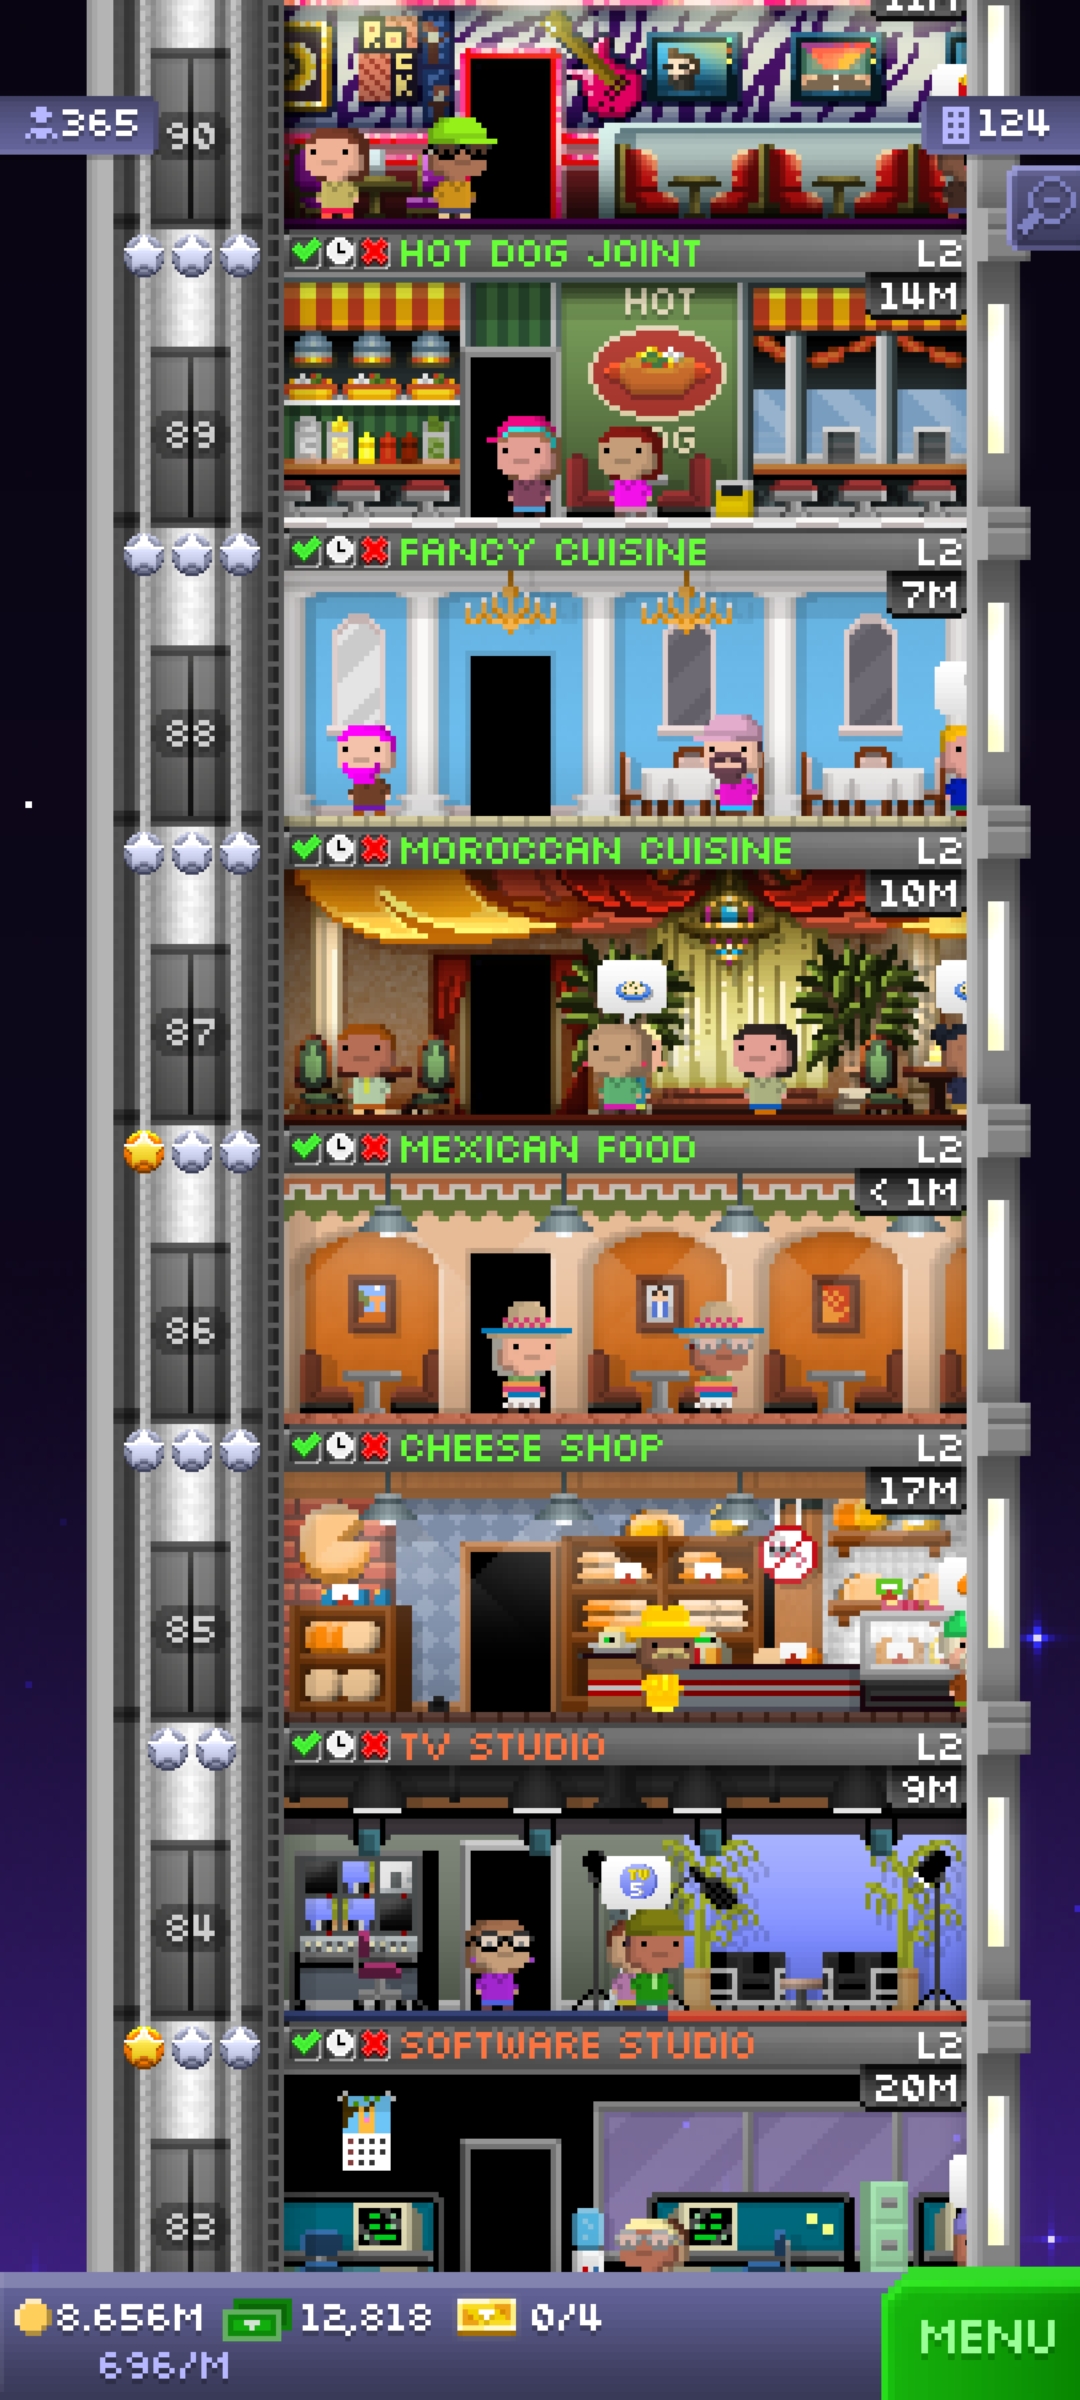 11M
ROCK
365
90
124
HOT DOG JOINT L2
14M
HOT
89
OG
FANCY CUISINE L2
7M
88
MOROCCAN CUISINE L2
10M
87
MEXICAN FOOD L2
< 1M
86
CHEESE SHOP L2
17M
85
TV STUDIO L2
9M
TV
5
84
SOFTWARE STUDIO L2
20M
83
8.656M 12,818 0/4
696/M
MENU